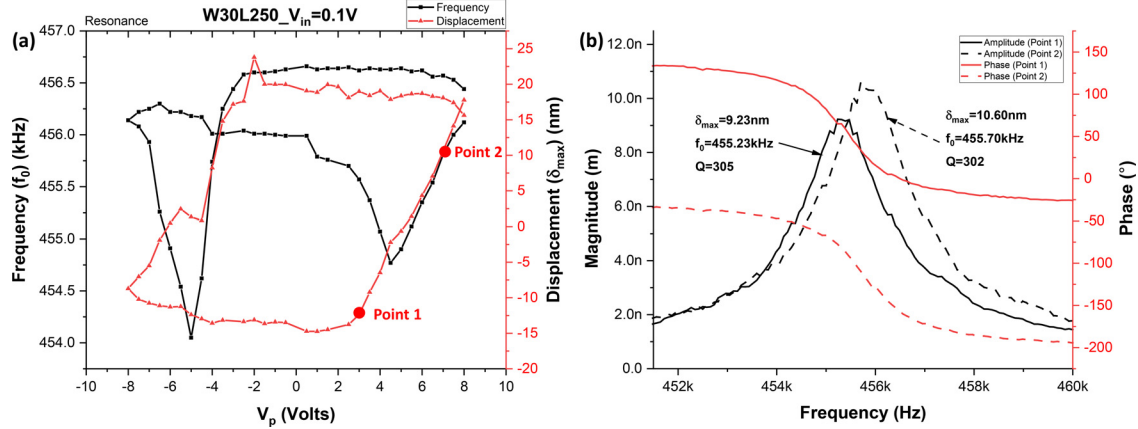 W30L250_V_in=0.1V
Resonance
Frequency
Displacement
(a)
457.0
456.5
456.0
455.5
455.0
454.5
454.0
Frequency (f₀) (kHz)
25
20
15
10
5
0
-5
-10
-15
-20
Displacement (δ_max) (nm)
Point 2
Point 1
-10 -8 -6 -4 -2 0 2 4 6 8 10
V_p (Volts)
(b)
12.0n
10.0n
8.0n
6.0n
4.0n
2.0n
0.0
Magnitude (m)
Amplitude (Point 1)
Amplitude (Point 2)
Phase (Point 1)
Phase (Point 2)
δ_max=9.23nm
f₀=455.23kHz
Q=305
δ_max=10.60nm
f₀=455.70kHz
Q=302
150
100
50
0
-50
-100
-150
-200
Phase (°)
452k 454k 456k 458k 460k
Frequency (Hz)